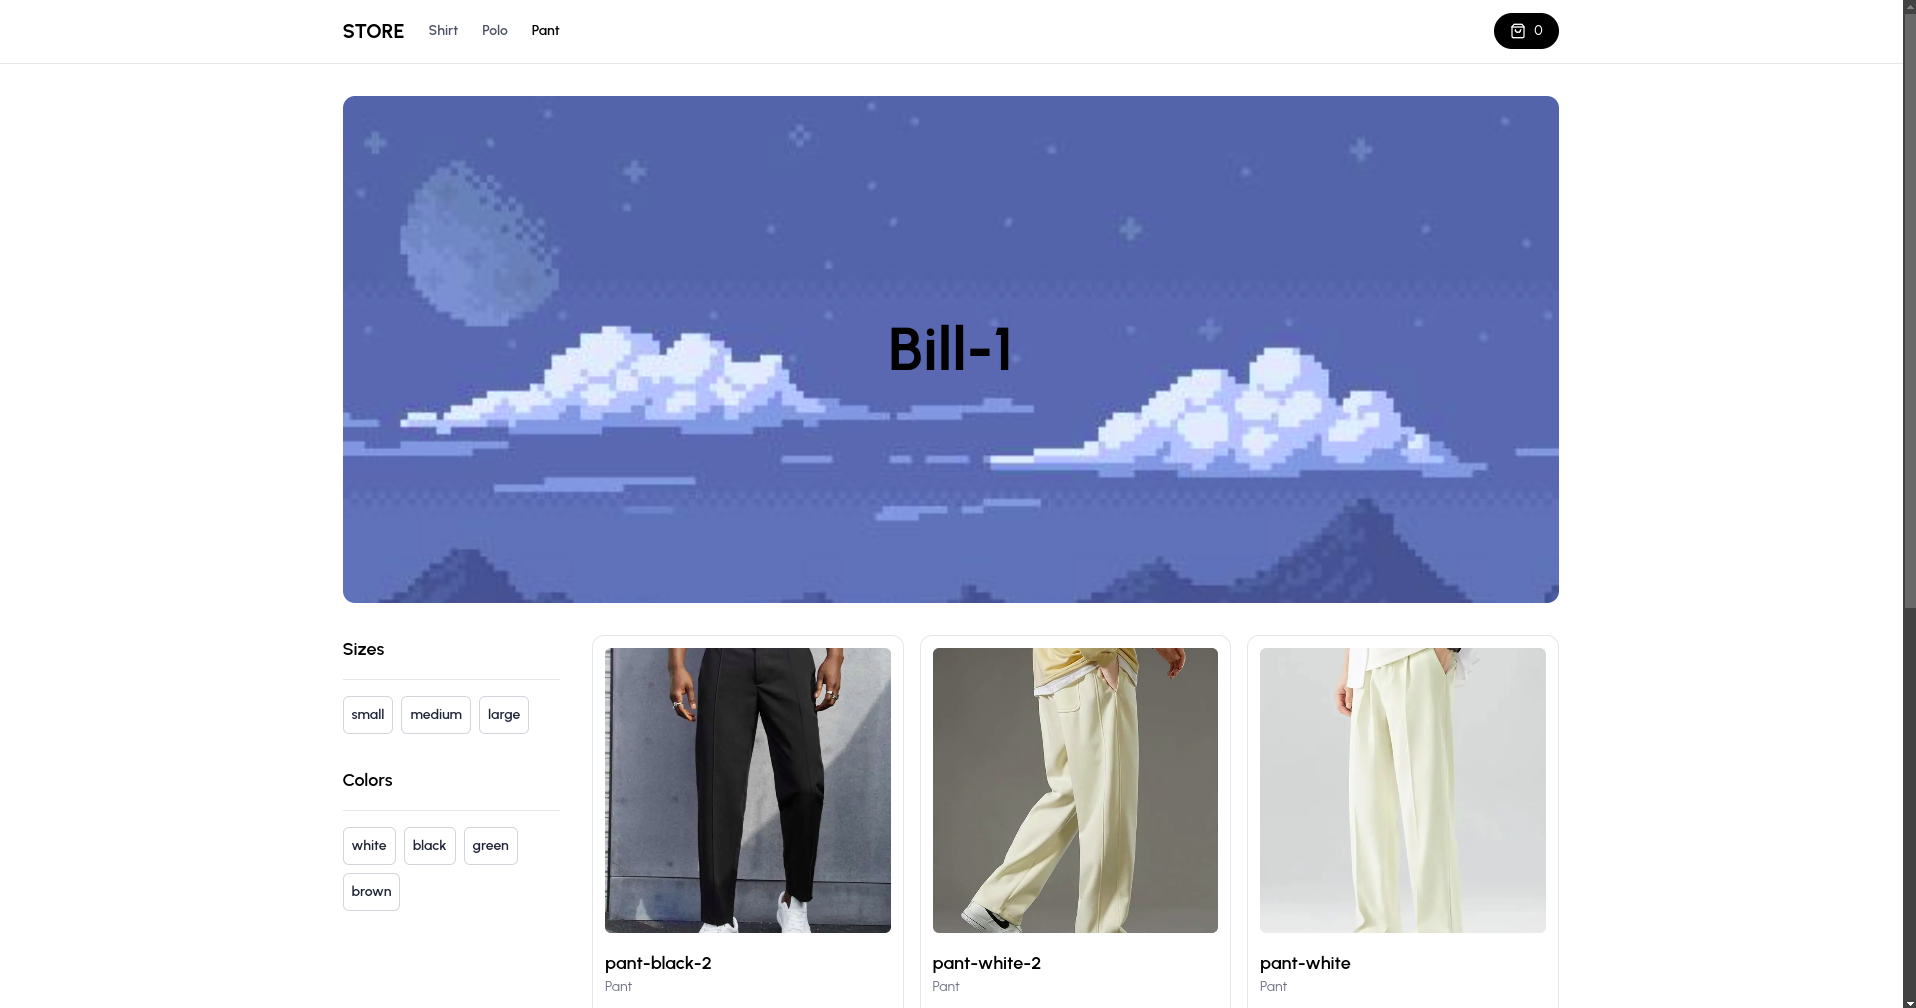 STORE Shirt Polo Pant 0
Bill-1
Sizes
small medium large
Colors
white black green
brown
pant-black-2
Pant
pant-white-2
Pant
pant-white
Pant